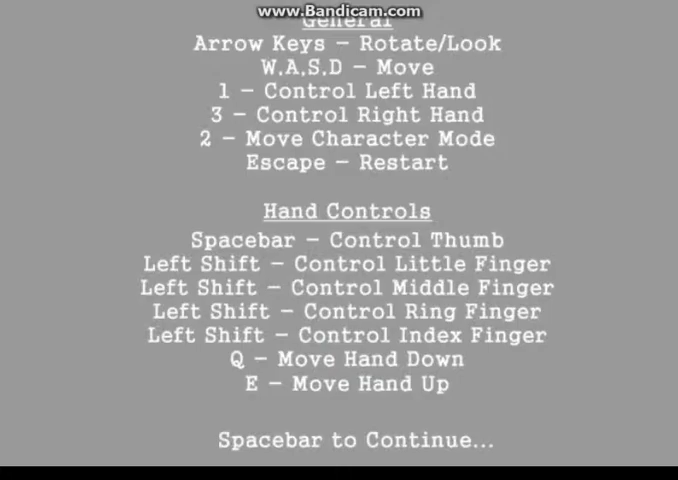 www.Bandicam.com
General
Arrow Keys - Rotate/Look
W.A.S.D - Move
1 - Control Left Hand
3 - Control Right Hand
2 - Move Character Mode
Escape - Restart
Hand Controls
Spacebar - Control Thumb
Left Shift - Control Little Finger
Left Shift - Control Middle Finger
Left Shift - Control Ring Finger
Left Shift - Control Index Finger
Q - Move Hand Down
E - Move Hand Up
Spacebar to Continue...